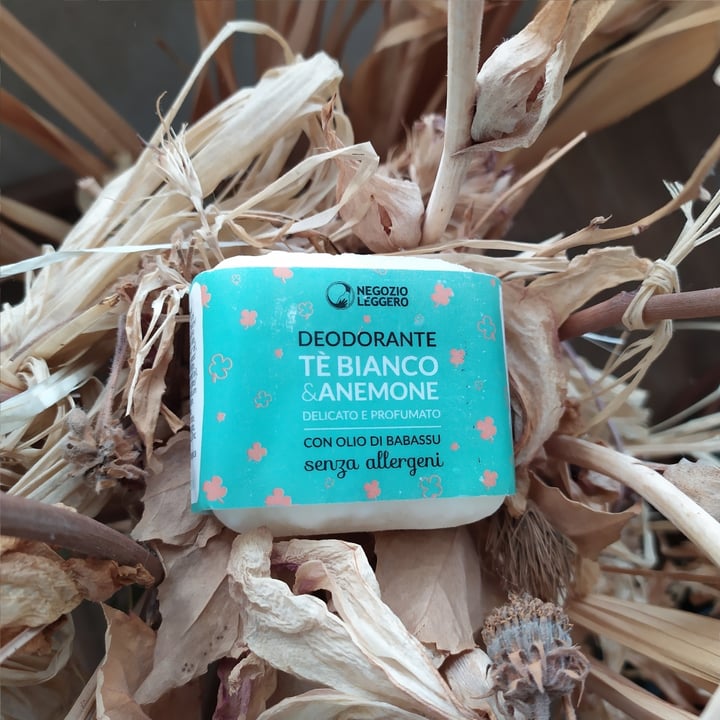 NEGOZIO
LEGGERO
DEODORANTE
TÈ BIANCO
&ANEMONE
DELICATO E PROFUMATO
CON OLIO DI BABASSU
senza allergeni